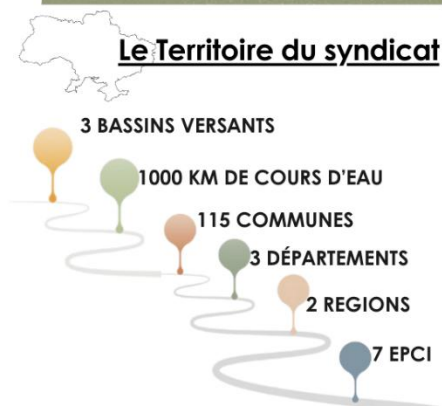 Le Territoire du syndicat
3 BASSINS VERSANTS
1000 KM DE COURS D'EAU
115 COMMUNES
3 DÉPARTEMENTS
2 REGIONS
7 EPCI